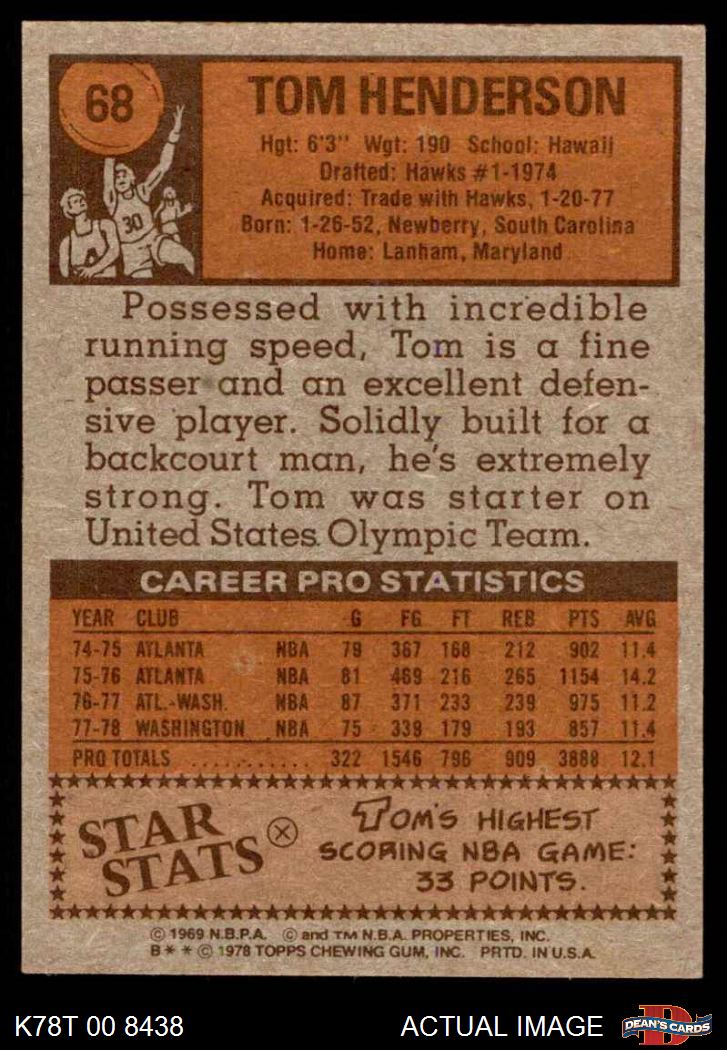 68
30
TOM HENDERSON
Hgt: 6'3" Wgt: 190 School: Hawaii
Drafted: Hawks #1-1974
Acquired: Trade with Hawks, 1-20-77
Born: 1-26-52, Newberry, South Carolina
Home: Lanham, Maryland
Possessed with incredible
running speed, Tom is a fine
passer and an excellent defen-
sive player. Solidly built for a
backcourt man, he's extremely
strong. Tom was starter on
United States Olympic Team.
CAREER PRO STATISTICS
YEAR CLUB G FG FT REB PTS AVG
74-75 ATLANTA NBA 79 367 168 212 902 11.4
75-76 ATLANTA NBA 81 469 216 265 1154 14.2
76-77 ATL.-WASH. NBA 87 371 233 239 975 11.2
77-78 WASHINGTON NBA 75 339 179 193 857 11.4
PRO TOTALS ........... 322 1546 796 909 3888 12.1
STAR
STATS
TOM'S HIGHEST
SCORING NBA GAME:
33 POINTS.
© 1969 N.B.P.A. © and TM N.B.A. PROPERTIES, INC.
B* * © 1978 TOPPS CHEWING GUM, INC. PRTD. IN U.S.A.
K78T 00 8438
ACTUAL IMAGE
D
DEAN'S CARDS